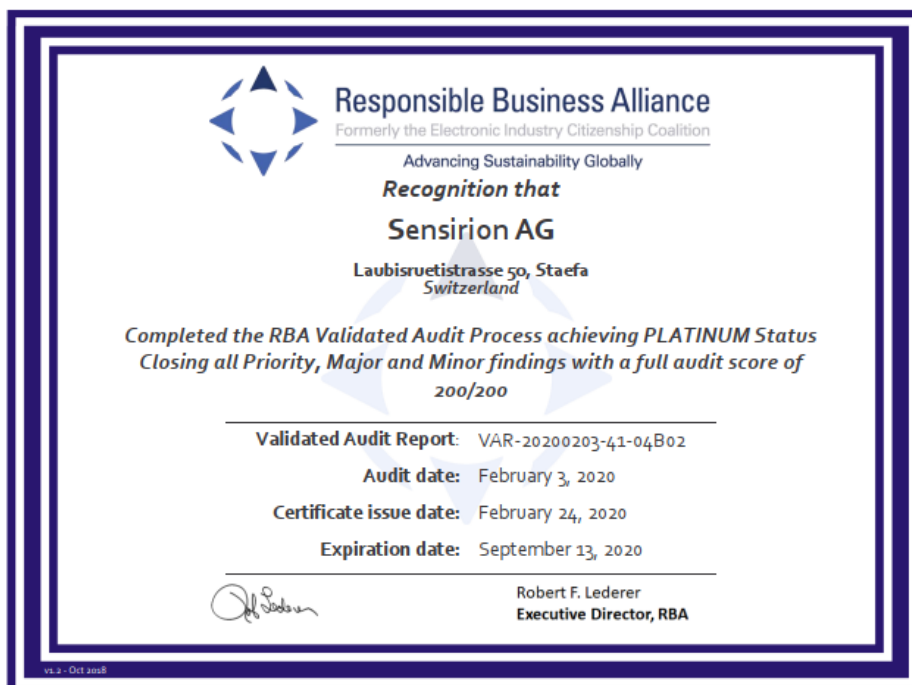 Responsible Business Alliance
Formerly the Electronic Industry Citizenship Coalition
Advancing Sustainability Globally
Recognition that
Sensirion AG
Laubisruetistrasse 50, Staefa
Switzerland
Completed the RBA Validated Audit Process achieving PLATINUM Status
Closing all Priority, Major and Minor findings with a full audit score of
200/200
Validated Audit Report: VAR-20200203-41-04B02
Audit date: February 3, 2020
Certificate issue date: February 24, 2020
Expiration date: September 13, 2020
Robert F. Lederer
Executive Director, RBA
v1.2 - Oct 2018